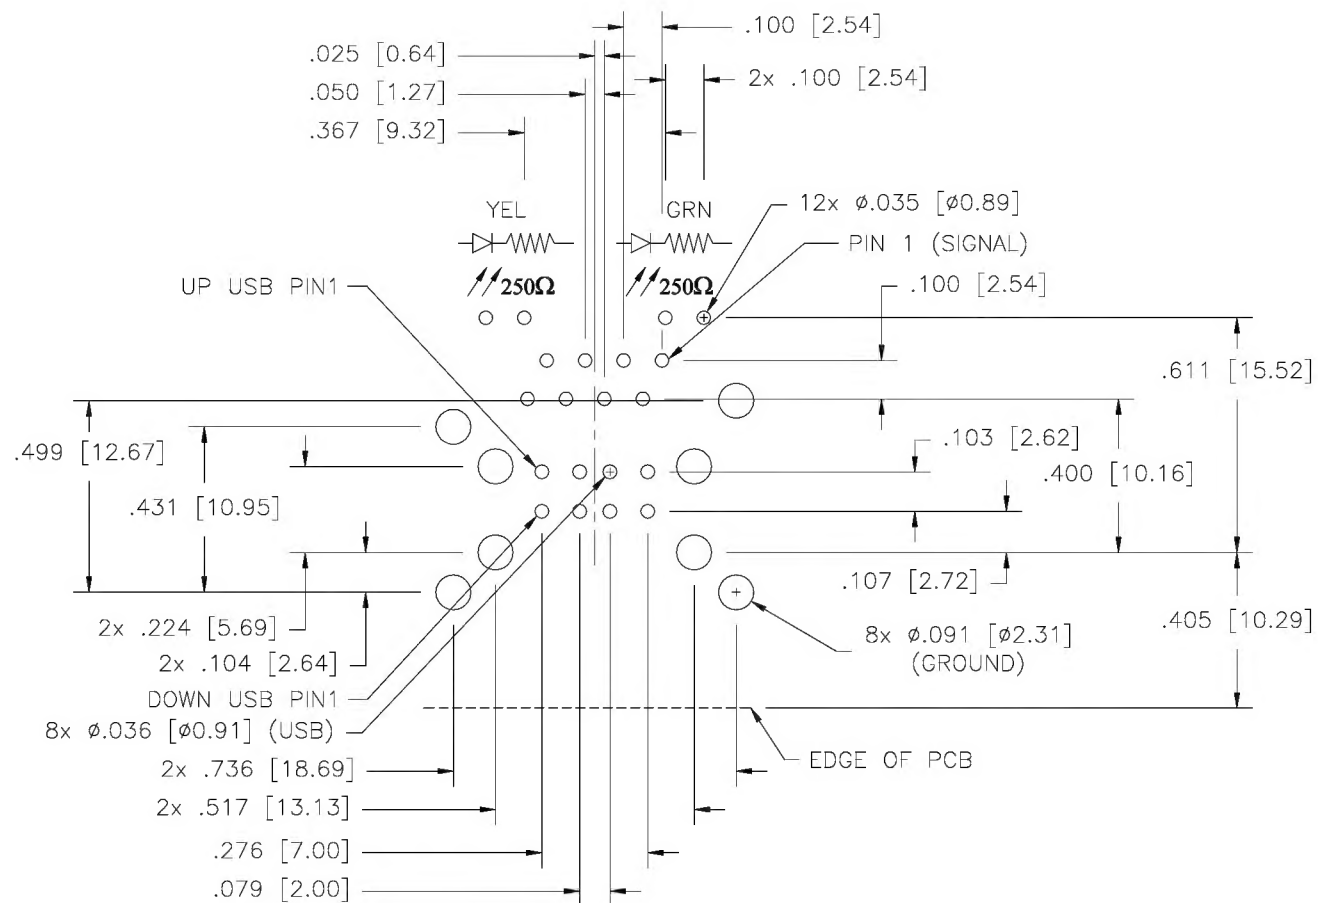 .100 [2.54]
.025 [0.64]
2x .100 [2.54]
.050 [1.27]
.367 [9.32]
YEL
GRN
12x ⌀.035 [⌀0.89]
PIN 1 (SIGNAL)
UP USB PIN1
250Ω
250Ω
.100 [2.54]
.611 [15.52]
.499 [12.67]
.103 [2.62]
.400 [10.16]
.431 [10.95]
.107 [2.72]
2x .224 [5.69]
8x ⌀.091 [⌀2.31]
(GROUND)
.405 [10.29]
2x .104 [2.64]
DOWN USB PIN1
8x ⌀.036 [⌀0.91] (USB)
EDGE OF PCB
2x .736 [18.69]
2x .517 [13.13]
.276 [7.00]
.079 [2.00]